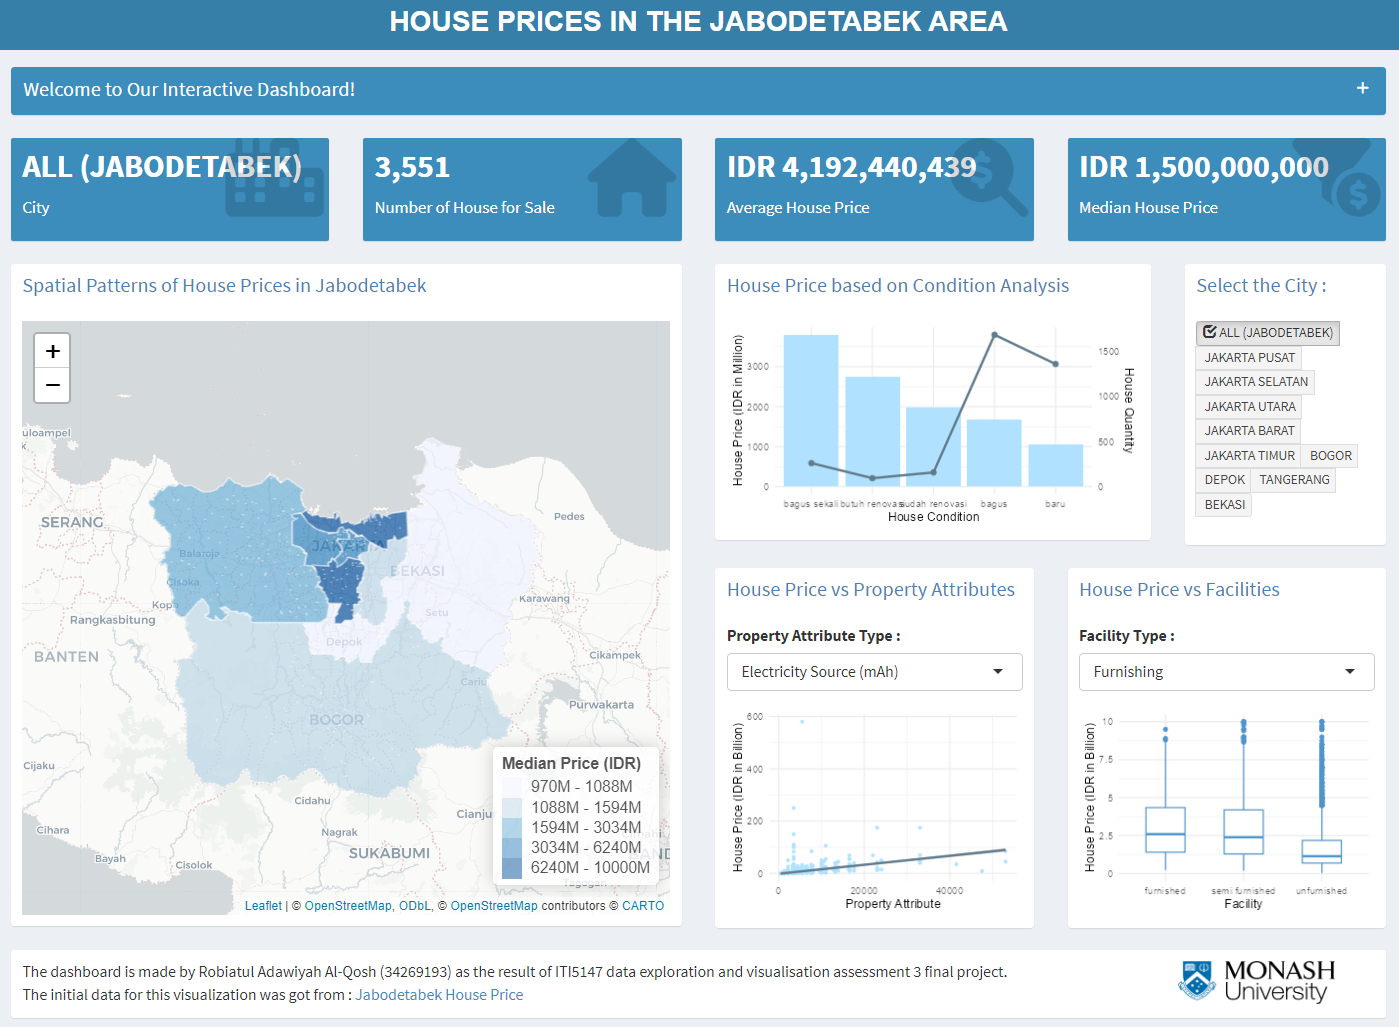 HOUSE PRICES IN THE JABODETABEK AREA
Welcome to Our Interactive Dashboard!
+
ALL (JABODETABEK)
City
3,551
Number of House for Sale
IDR 4,192,440,439
Average House Price
IDR 1,500,000,000
Median House Price
Spatial Patterns of House Prices in Jabodetabek
+
−
uloampel
SERANG
Pedes
JAKARTA
Balaraja
BEKASI
Cisoka
Kopo
Karawang
Rangkasbitung
Setu
Depok
BANTEN
Cikampek
Cariu
Purwakarta
BOGOR
Cijaku
Cidahu
Cianju
Cihara
Nagrak
Bayah
SUKABUMI
Cisolok
Median Price (IDR)
970M - 1088M
1088M - 1594M
1594M - 3034M
3034M - 6240M
6240M - 10000M
Leaflet | © OpenStreetMap, ODbL, © OpenStreetMap contributors © CARTO
House Price based on Condition Analysis
House Price (IDR in Million)
3000
2000
1000
0
1500
1000
500
0
House Quantity
bagus sekali butuh renovasi sudah renovasi bagus baru
House Condition
Select the City :
ALL (JABODETABEK)
JAKARTA PUSAT
JAKARTA SELATAN
JAKARTA UTARA
JAKARTA BARAT
JAKARTA TIMUR BOGOR
DEPOK TANGERANG
BEKASI
House Price vs Property Attributes
Property Attribute Type :
Electricity Source (mAh)
House Price (IDR in Billion)
600
400
200
0
0 20000 40000
Property Attribute
House Price vs Facilities
Facility Type :
Furnishing
House Price (IDR in Billion)
10
7.5
5
2.5
0
furnished semi furnished unfurnished
Facility
The dashboard is made by Robiatul Adawiyah Al-Qosh (34269193) as the result of ITI5147 data exploration and visualisation assessment 3 final project.
The initial data for this visualization was got from : Jabodetabek House Price
MONASH
University